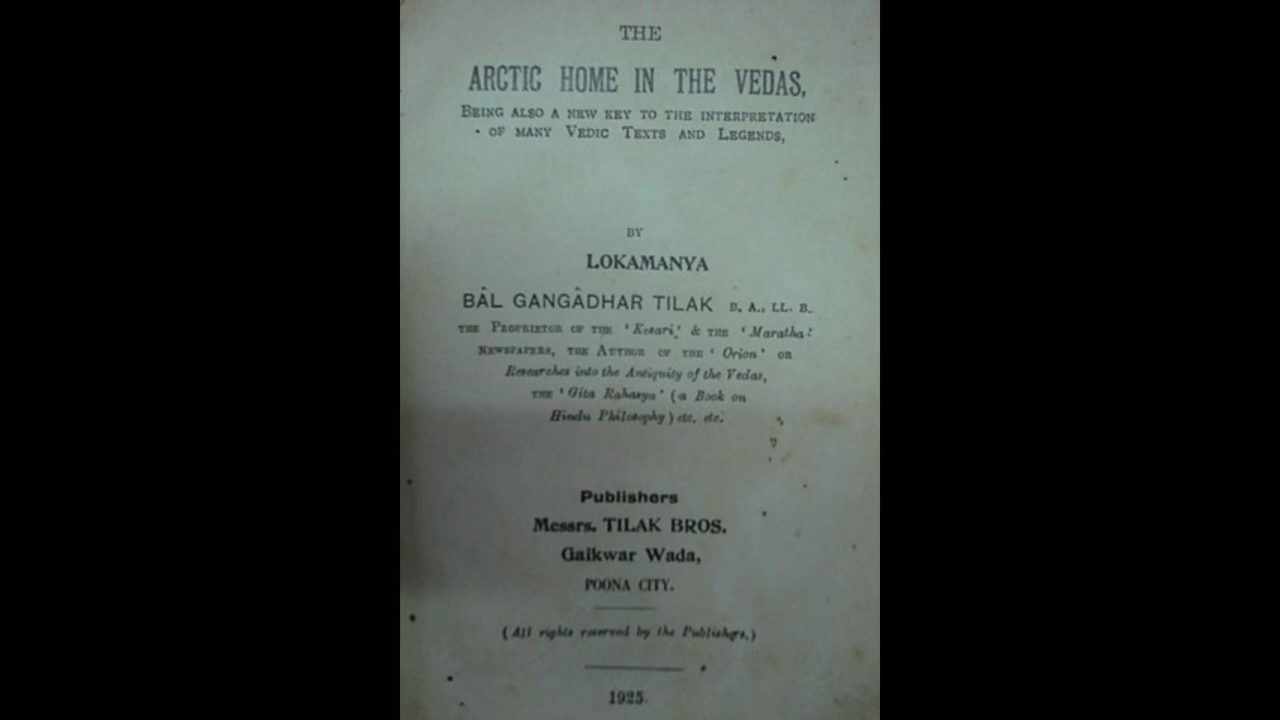 THE
ARCTIC HOME IN THE VEDAS,
BEING ALSO A NEW KEY TO THE INTERPRETATION
OF MANY VEDIC TEXTS AND LEGENDS,
BY
LOKAMANYA
BÂL GANGÂDHAR TILAK B. A., LL. B.
THE PROPRIETOR OF THE 'Kesari' & THE 'Maratha'
NEWSPAPERS, THE AUTHOR OF THE 'Orion' OR
Researches into the Antiquity of the Vedas,
THE 'Gita Rahasya' (a Book on
Hindu Philosophy) etc. etc.
Publishers
Messrs. TILAK BROS.
Gaikwar Wada,
POONA CITY.
(All rights reserved by the Publishers.)
1925.